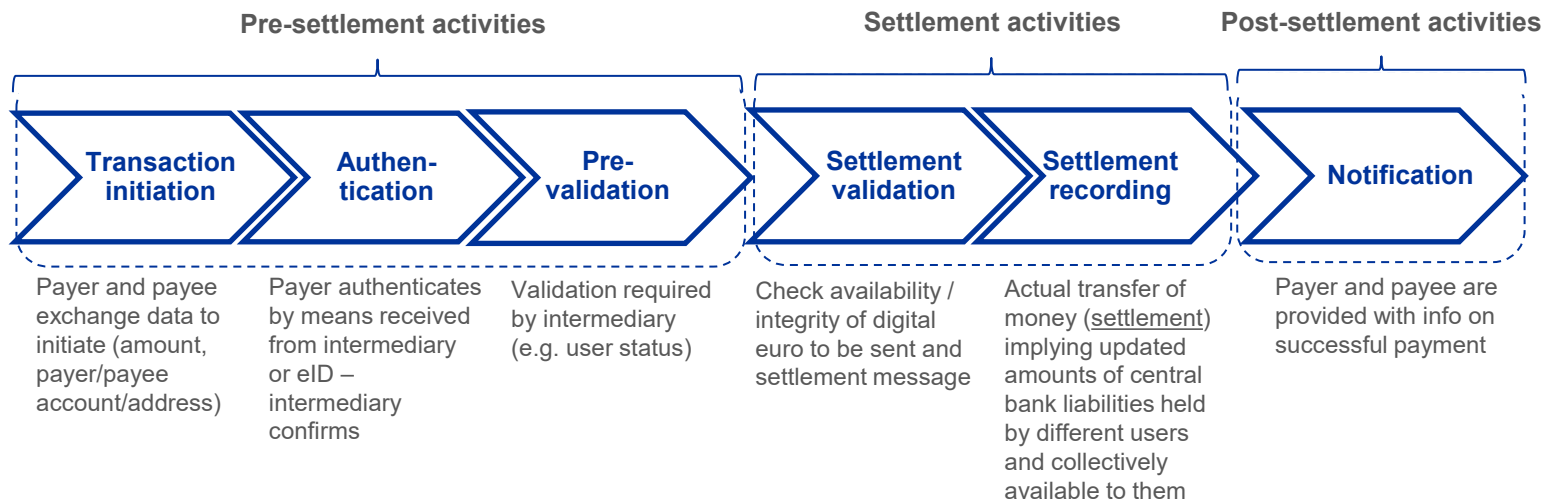 Pre-settlement activities
Settlement activities
Post-settlement activities
Transaction
initiation
Authen-
tication
Pre-
validation
Settlement
validation
Settlement
recording
Notification
Payer and payee
exchange data to
initiate (amount,
payer/payee
account/address)
Payer authenticates
by means received
from intermediary
or eID –
intermediary
confirms
Validation required
by intermediary
(e.g. user status)
Check availability /
integrity of digital
euro to be sent and
settlement message
Actual transfer of
money (settlement)
implying updated
amounts of central
bank liabilities held
by different users
and collectively
available to them
Payer and payee are
provided with info on
successful payment